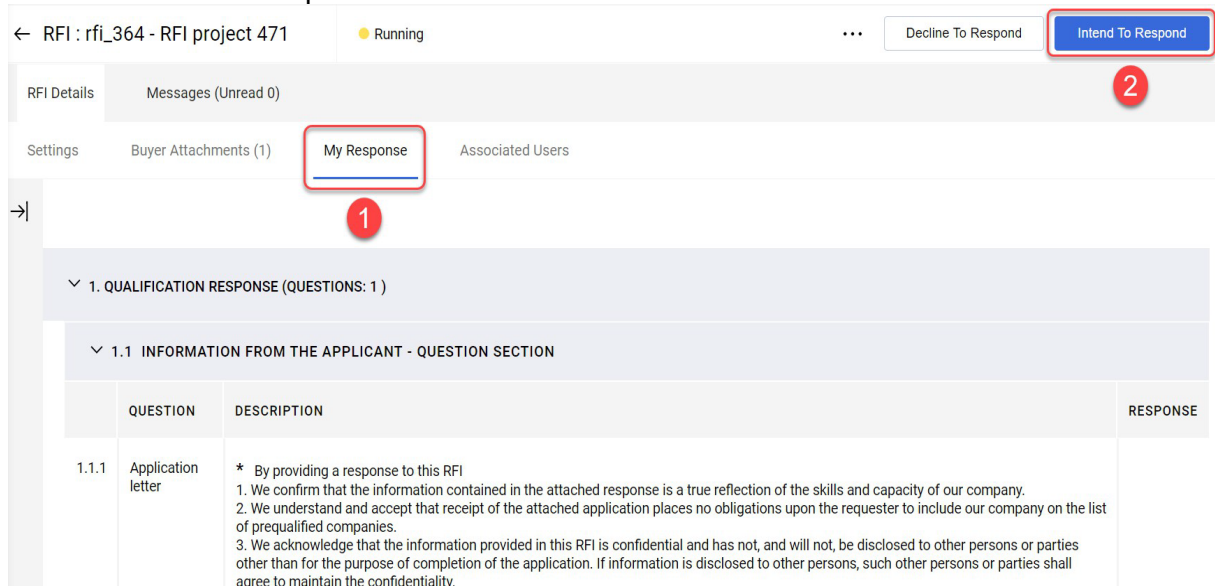 ← RFI : rfi_364 - RFI project 471 Running ... Decline To Respond Intend To Respond
2
RFI Details Messages (Unread 0)
Settings Buyer Attachments (1) My Response Associated Users
1
1. QUALIFICATION RESPONSE (QUESTIONS: 1 )
1.1 INFORMATION FROM THE APPLICANT - QUESTION SECTION
QUESTION DESCRIPTION RESPONSE
1.1.1 Application letter
* By providing a response to this RFI
1. We confirm that the information contained in the attached response is a true reflection of the skills and capacity of our company.
2. We understand and accept that receipt of the attached application places no obligations upon the requester to include our company on the list
of prequalified companies.
3. We acknowledge that the information provided in this RFI is confidential and has not, and will not, be disclosed to other persons or parties
other than for the purpose of completion of the application. If information is disclosed to other persons, such other persons or parties shall
agree to maintain the confidentiality.